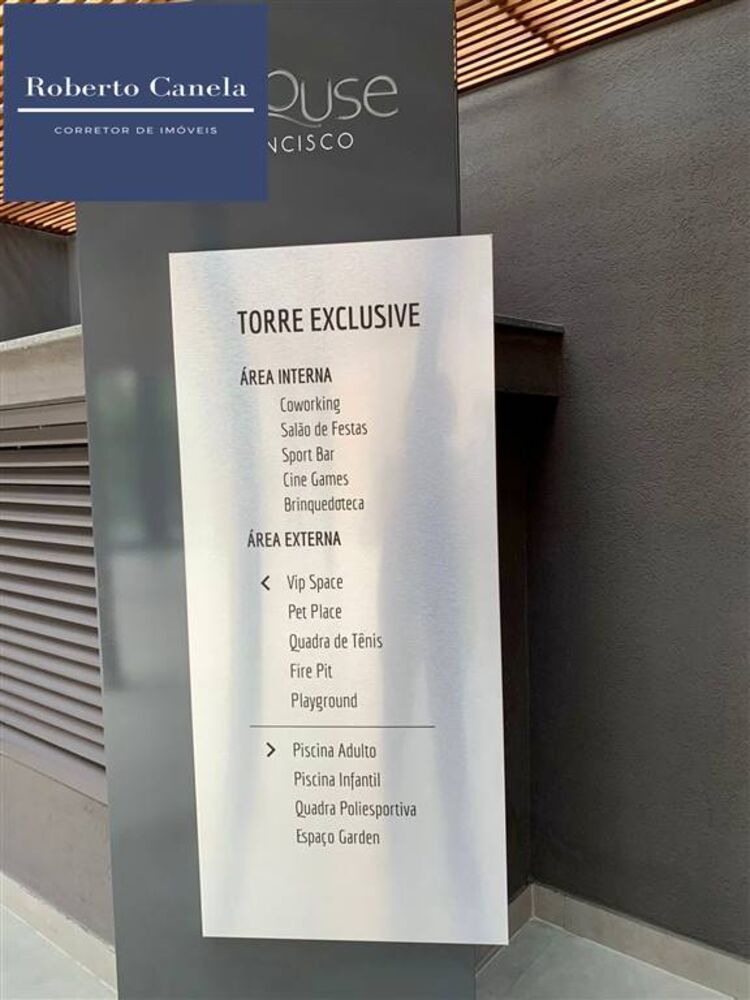 Roberto Canela
CORRETOR DE IMÓVEIS
TORRE EXCLUSIVE
ÁREA INTERNA
Coworking
Salão de Festas
Sport Bar
Cine Games
Brinquedoteca
ÁREA EXTERNA
< Vip Space
Pet Place
Quadra de Tênis
Fire Pit
Playground
> Piscina Adulto
Piscina Infantil
Quadra Poliesportiva
Espaço Garden